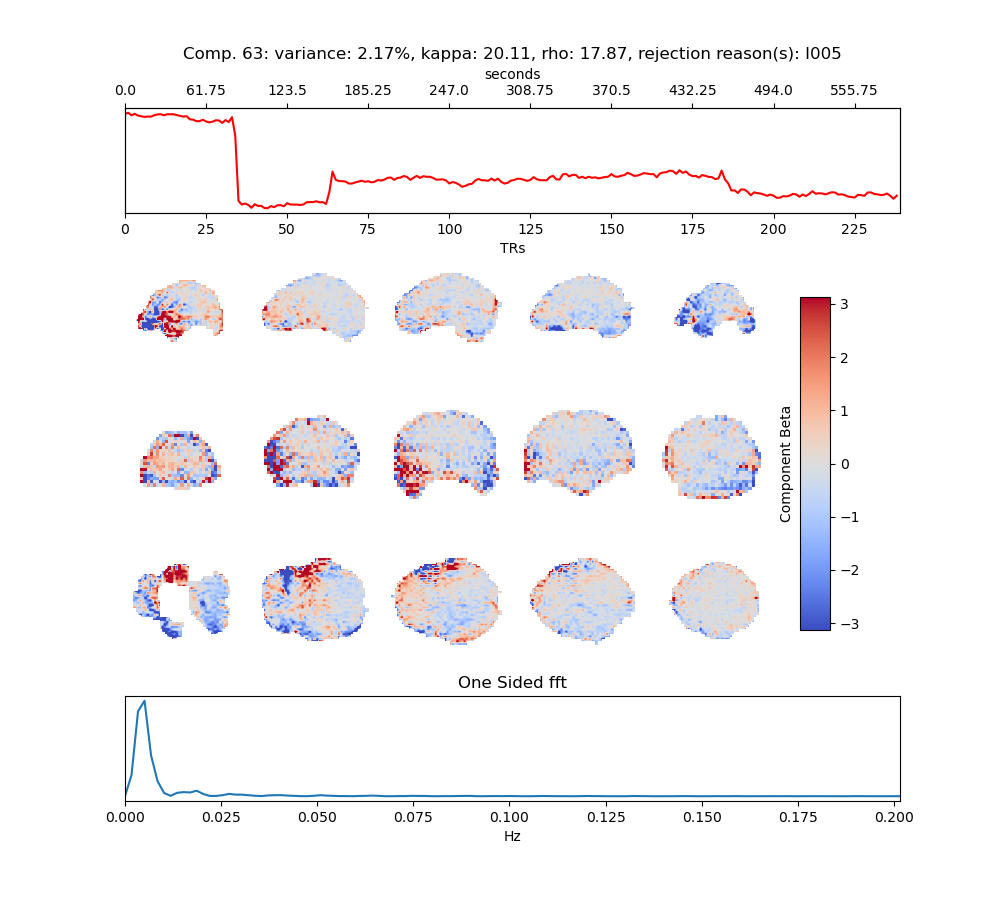 Comp. 63: variance: 2.17%, kappa: 20.11, rho: 17.87, rejection reason(s): I005
seconds
0.0 61.75 123.5 185.25 247.0 308.75 370.5 432.25 494.0 555.75
0 25 50 75 100 125 150 175 200 225
TRs
3
2
1
0
−1
−2
−3
Component Beta
One Sided fft
0.000 0.025 0.050 0.075 0.100 0.125 0.150 0.175 0.200
Hz